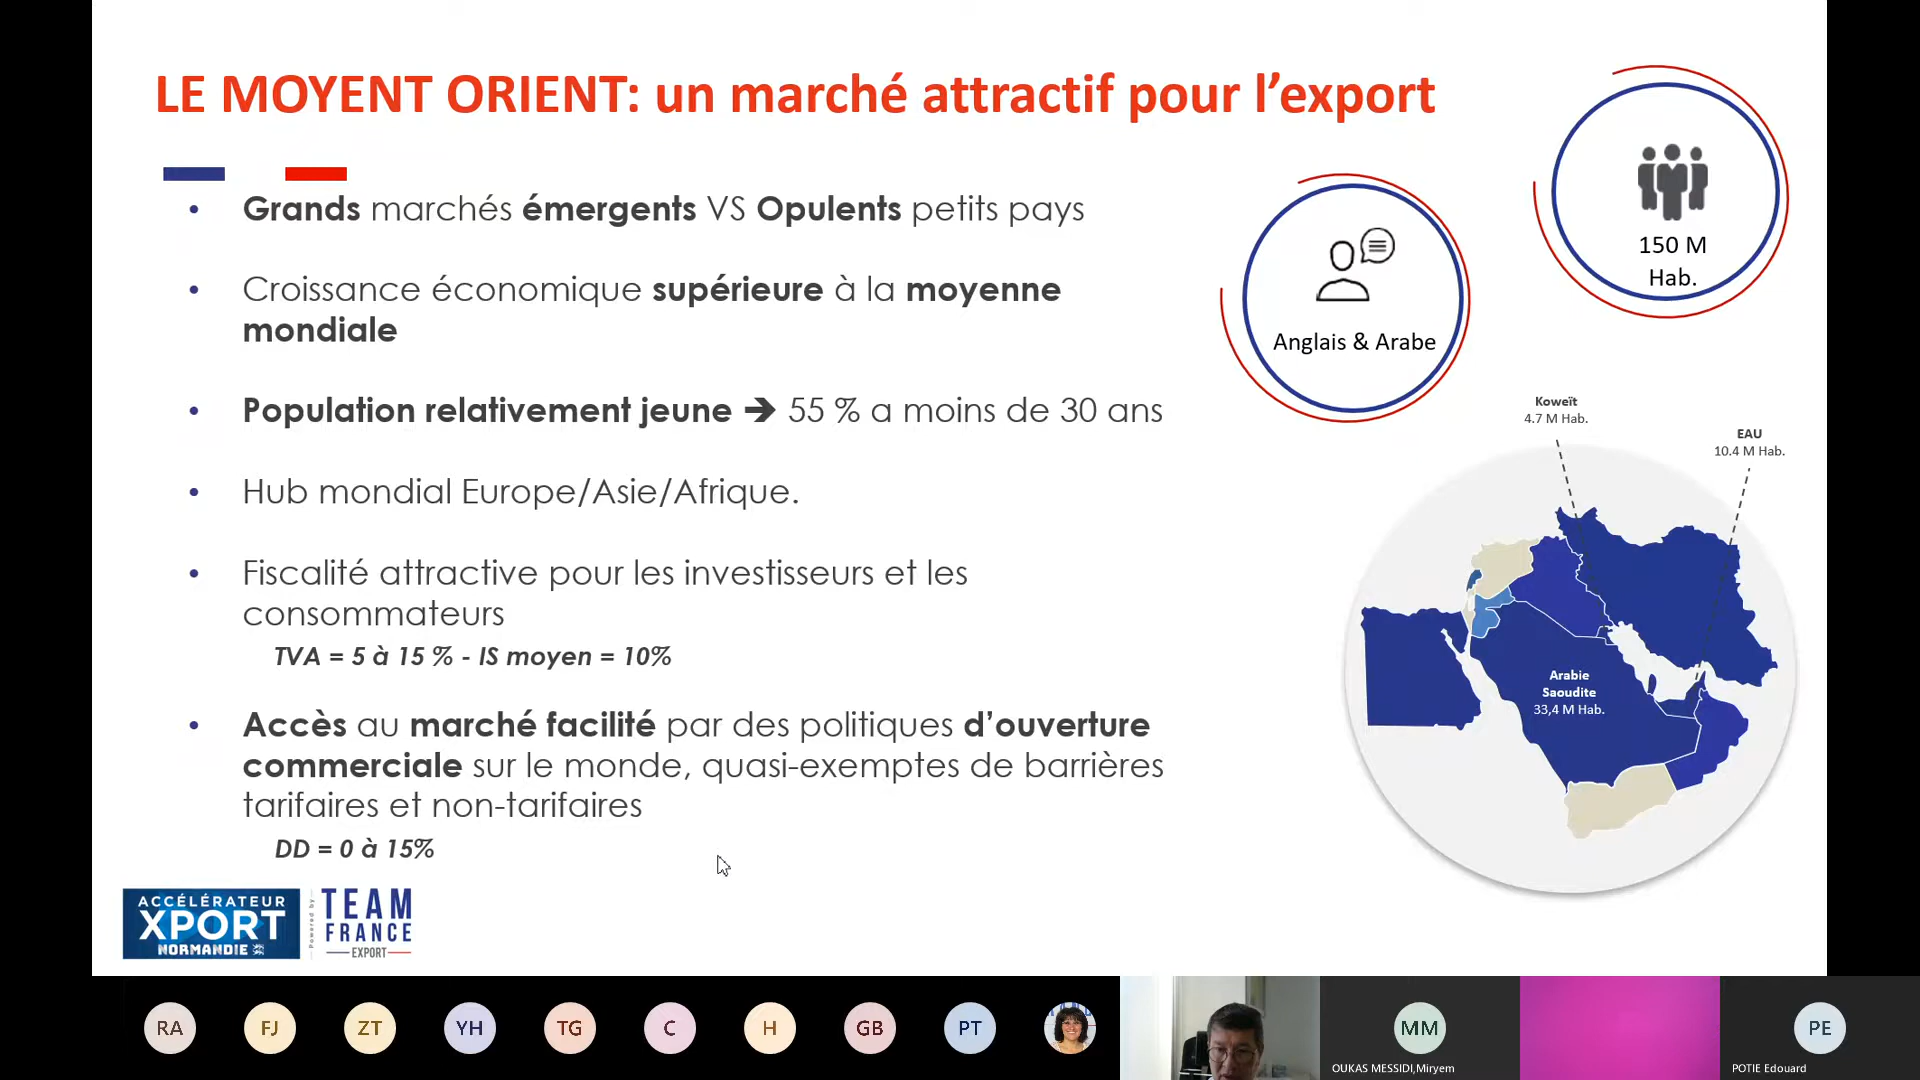 LE MOYENT ORIENT: un marché attractif pour l’export
• Grands marchés émergents VS Opulents petits pays
• Croissance économique supérieure à la moyenne
mondiale
• Population relativement jeune ➔ 55 % a moins de 30 ans
• Hub mondial Europe/Asie/Afrique.
• Fiscalité attractive pour les investisseurs et les
consommateurs
TVA = 5 à 15 % - IS moyen = 10%
• Accès au marché facilité par des politiques d’ouverture
commerciale sur le monde, quasi-exemptes de barrières
tarifaires et non-tarifaires
DD = 0 à 15%
Anglais & Arabe
150 M
Hab.
Koweït
4.7 M Hab.
EAU
10.4 M Hab.
Arabie
Saoudite
33,4 M Hab.
ACCÉLÉRATEUR
XPORT
NORMANDIE
Powered by
TEAM
FRANCE
EXPORT
RA
FJ
ZT
YH
TG
C
H
GB
PT
MM
OUKAS MESSIDI,Miryem
PE
POTIE Edouard